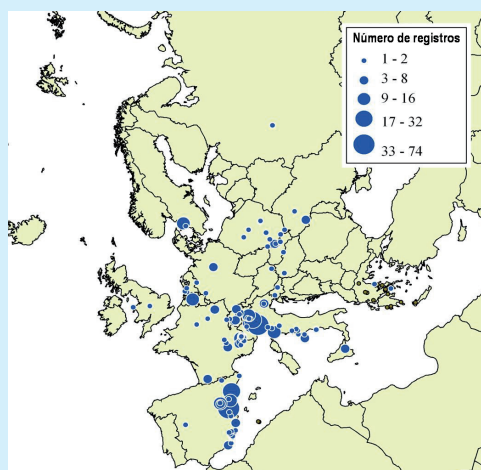 Número de registros
1 - 2
3 - 8
9 - 16
17 - 32
33 - 74